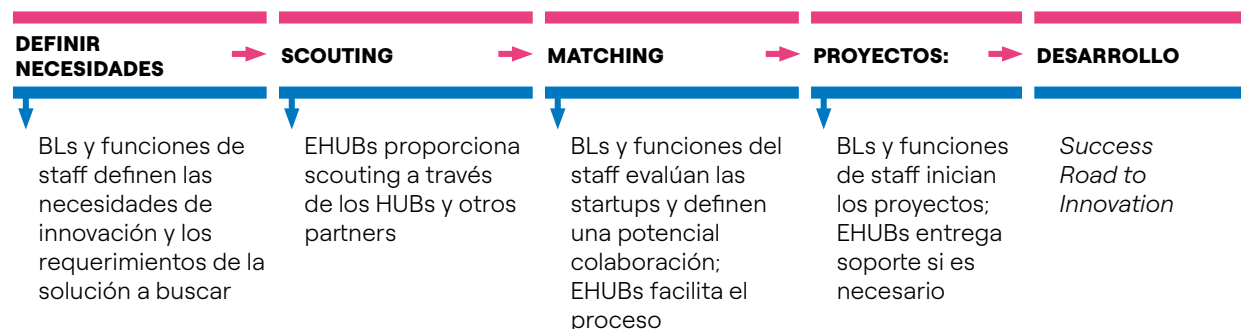 DEFINIR
NECESIDADES
SCOUTING
MATCHING
PROYECTOS:
DESARROLLO
BLs y funciones de
staff definen las
necesidades de
innovación y los
requerimientos de la
solución a buscar
EHUBs proporciona
scouting a través
de los HUBs y otros
partners
BLs y funciones del
staff evalúan las
startups y definen
una potencial
colaboración;
EHUBs facilita el
proceso
BLs y funciones
de staff inician
los proyectos;
EHUBs entrega
soporte si es
necesario
Success
Road to
Innovation